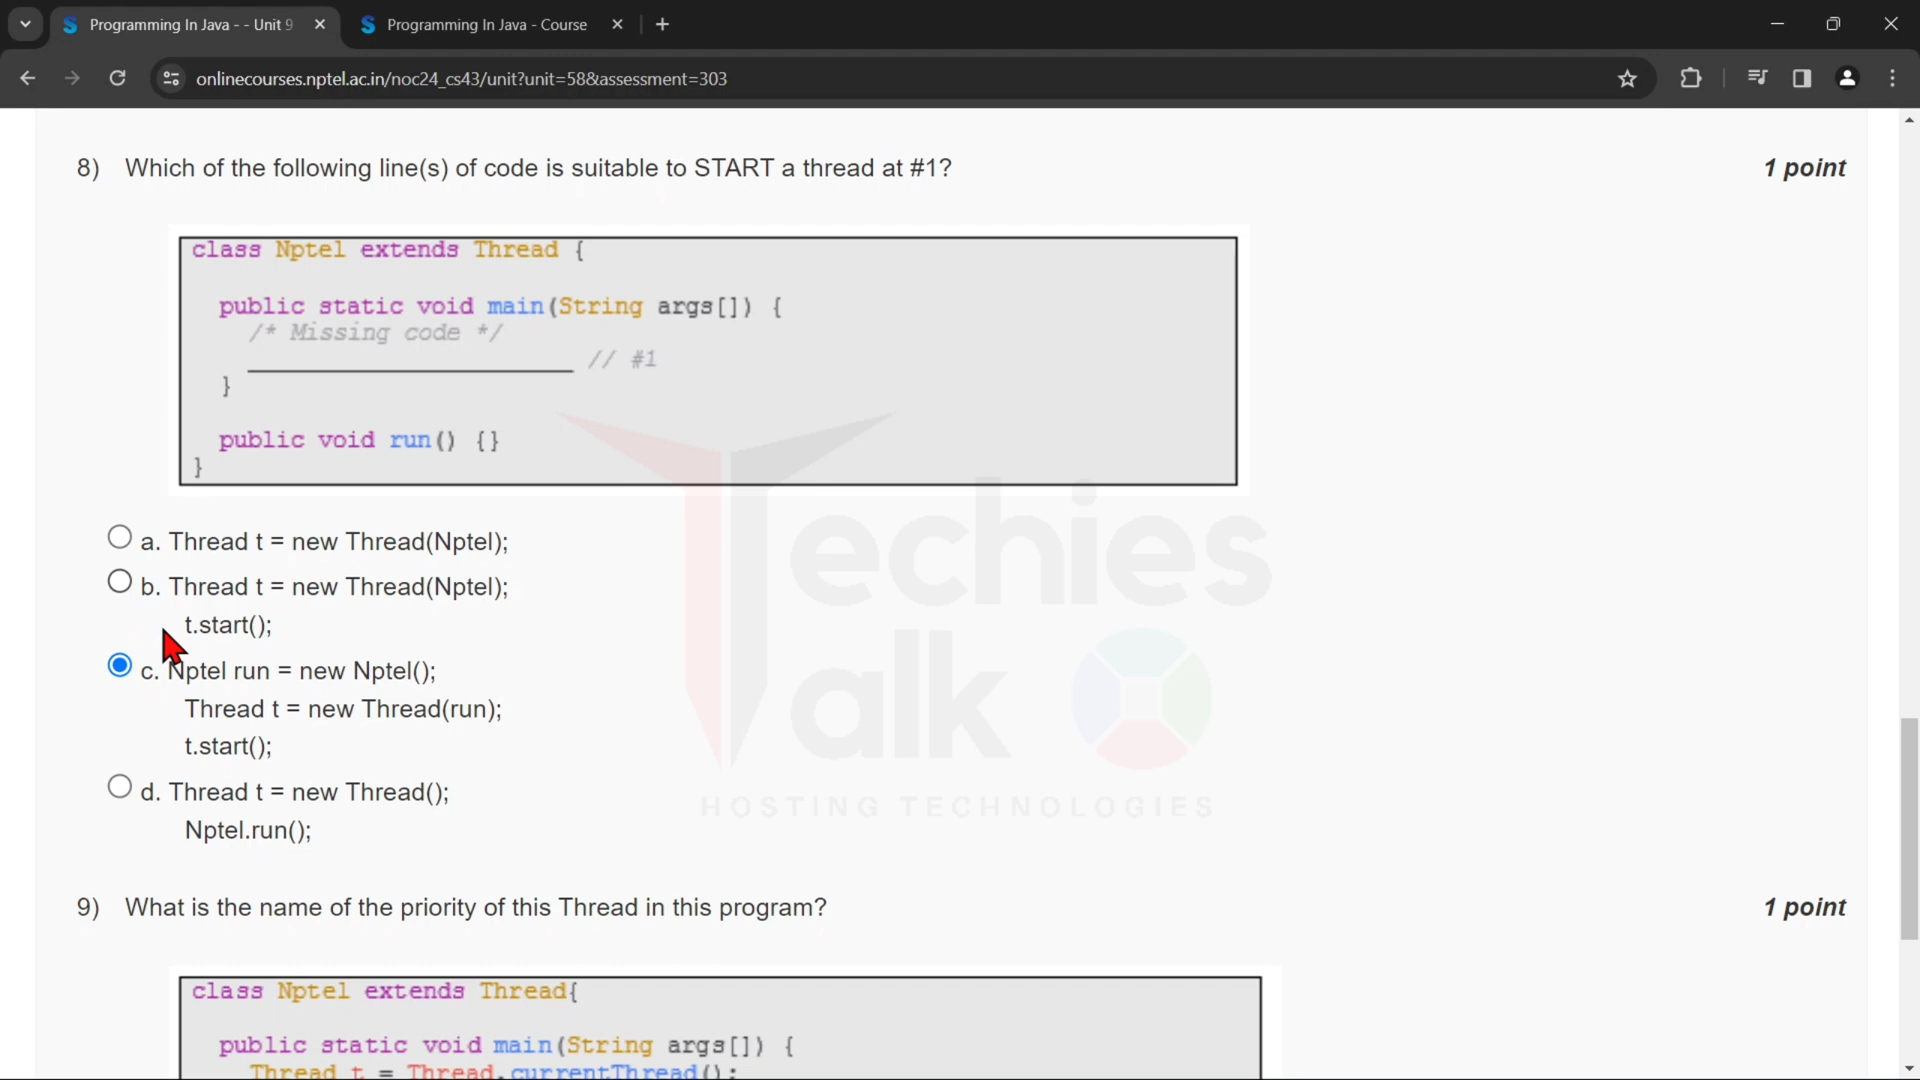 Programming In Java - - Unit 9
Programming In Java - Course
onlinecourses.nptel.ac.in/noc24_cs43/unit?unit=58&assessment=303
8) Which of the following line(s) of code is suitable to START a thread at #1?
1 point
class Nptel extends Thread {
public static void main(String args[]) {
/* Missing code */
// #1
}
public void run() {}
}
a. Thread t = new Thread(Nptel);
b. Thread t = new Thread(Nptel);
t.start();
c. Nptel run = new Nptel();
Thread t = new Thread(run);
t.start();
d. Thread t = new Thread();
Nptel.run();
Techies
Talk
HOSTING TECHNOLOGIES
9) What is the name of the priority of this Thread in this program?
1 point
class Nptel extends Thread{
public static void main(String args[]) {
Thread t = Thread.currentThread();